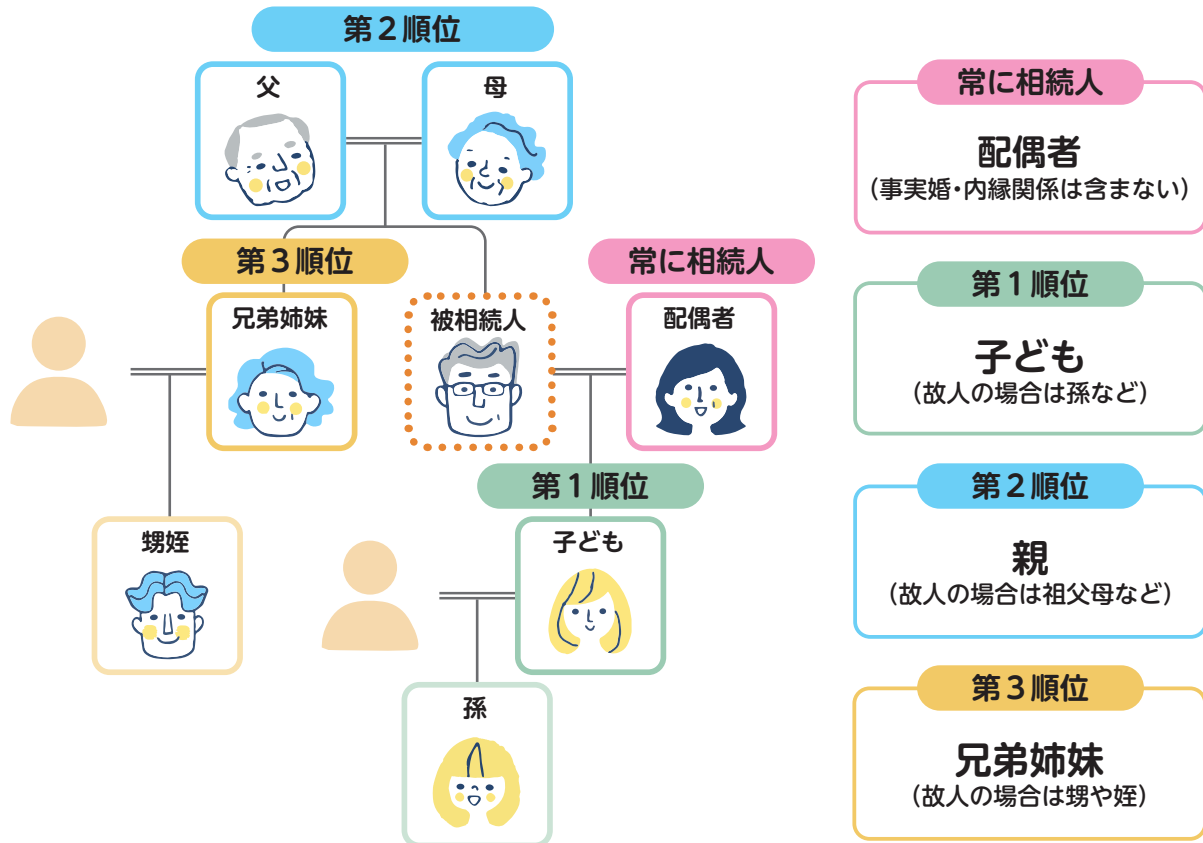 第2順位
父
母
第3順位
常に相続人
兄弟姉妹
被相続人
配偶者
第1順位
甥姪
子ども
孫
常に相続人
配偶者
(事実婚・内縁関係は含まない)
第1順位
子ども
(故人の場合は孫など)
第2順位
親
(故人の場合は祖父母など)
第3順位
兄弟姉妹
(故人の場合は甥や姪)